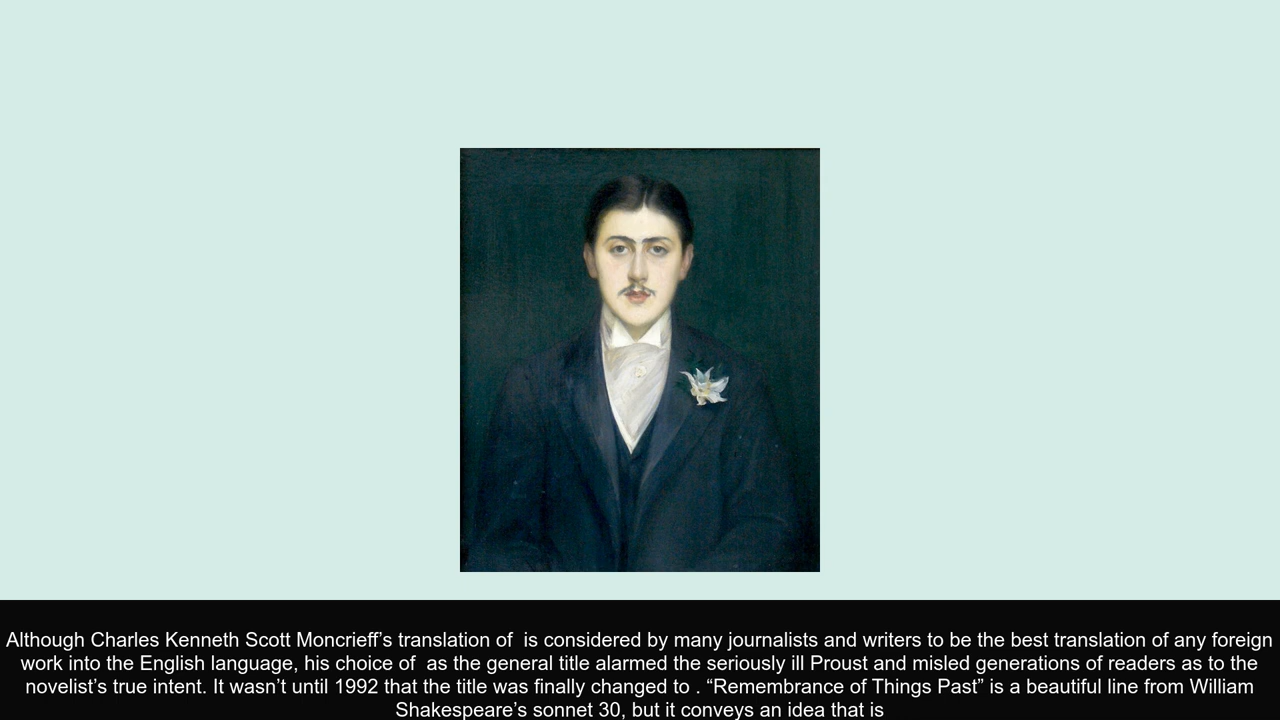 Although Charles Kenneth Scott Moncrieff’s translation of  is considered by many journalists and writers to be the best translation of any foreign
work into the English language, his choice of  as the general title alarmed the seriously ill Proust and misled generations of readers as to the
novelist’s true intent. It wasn’t until 1992 that the title was finally changed to . “Remembrance of Things Past” is a beautiful line from William
Shakespeare’s sonnet 30, but it conveys an idea that is